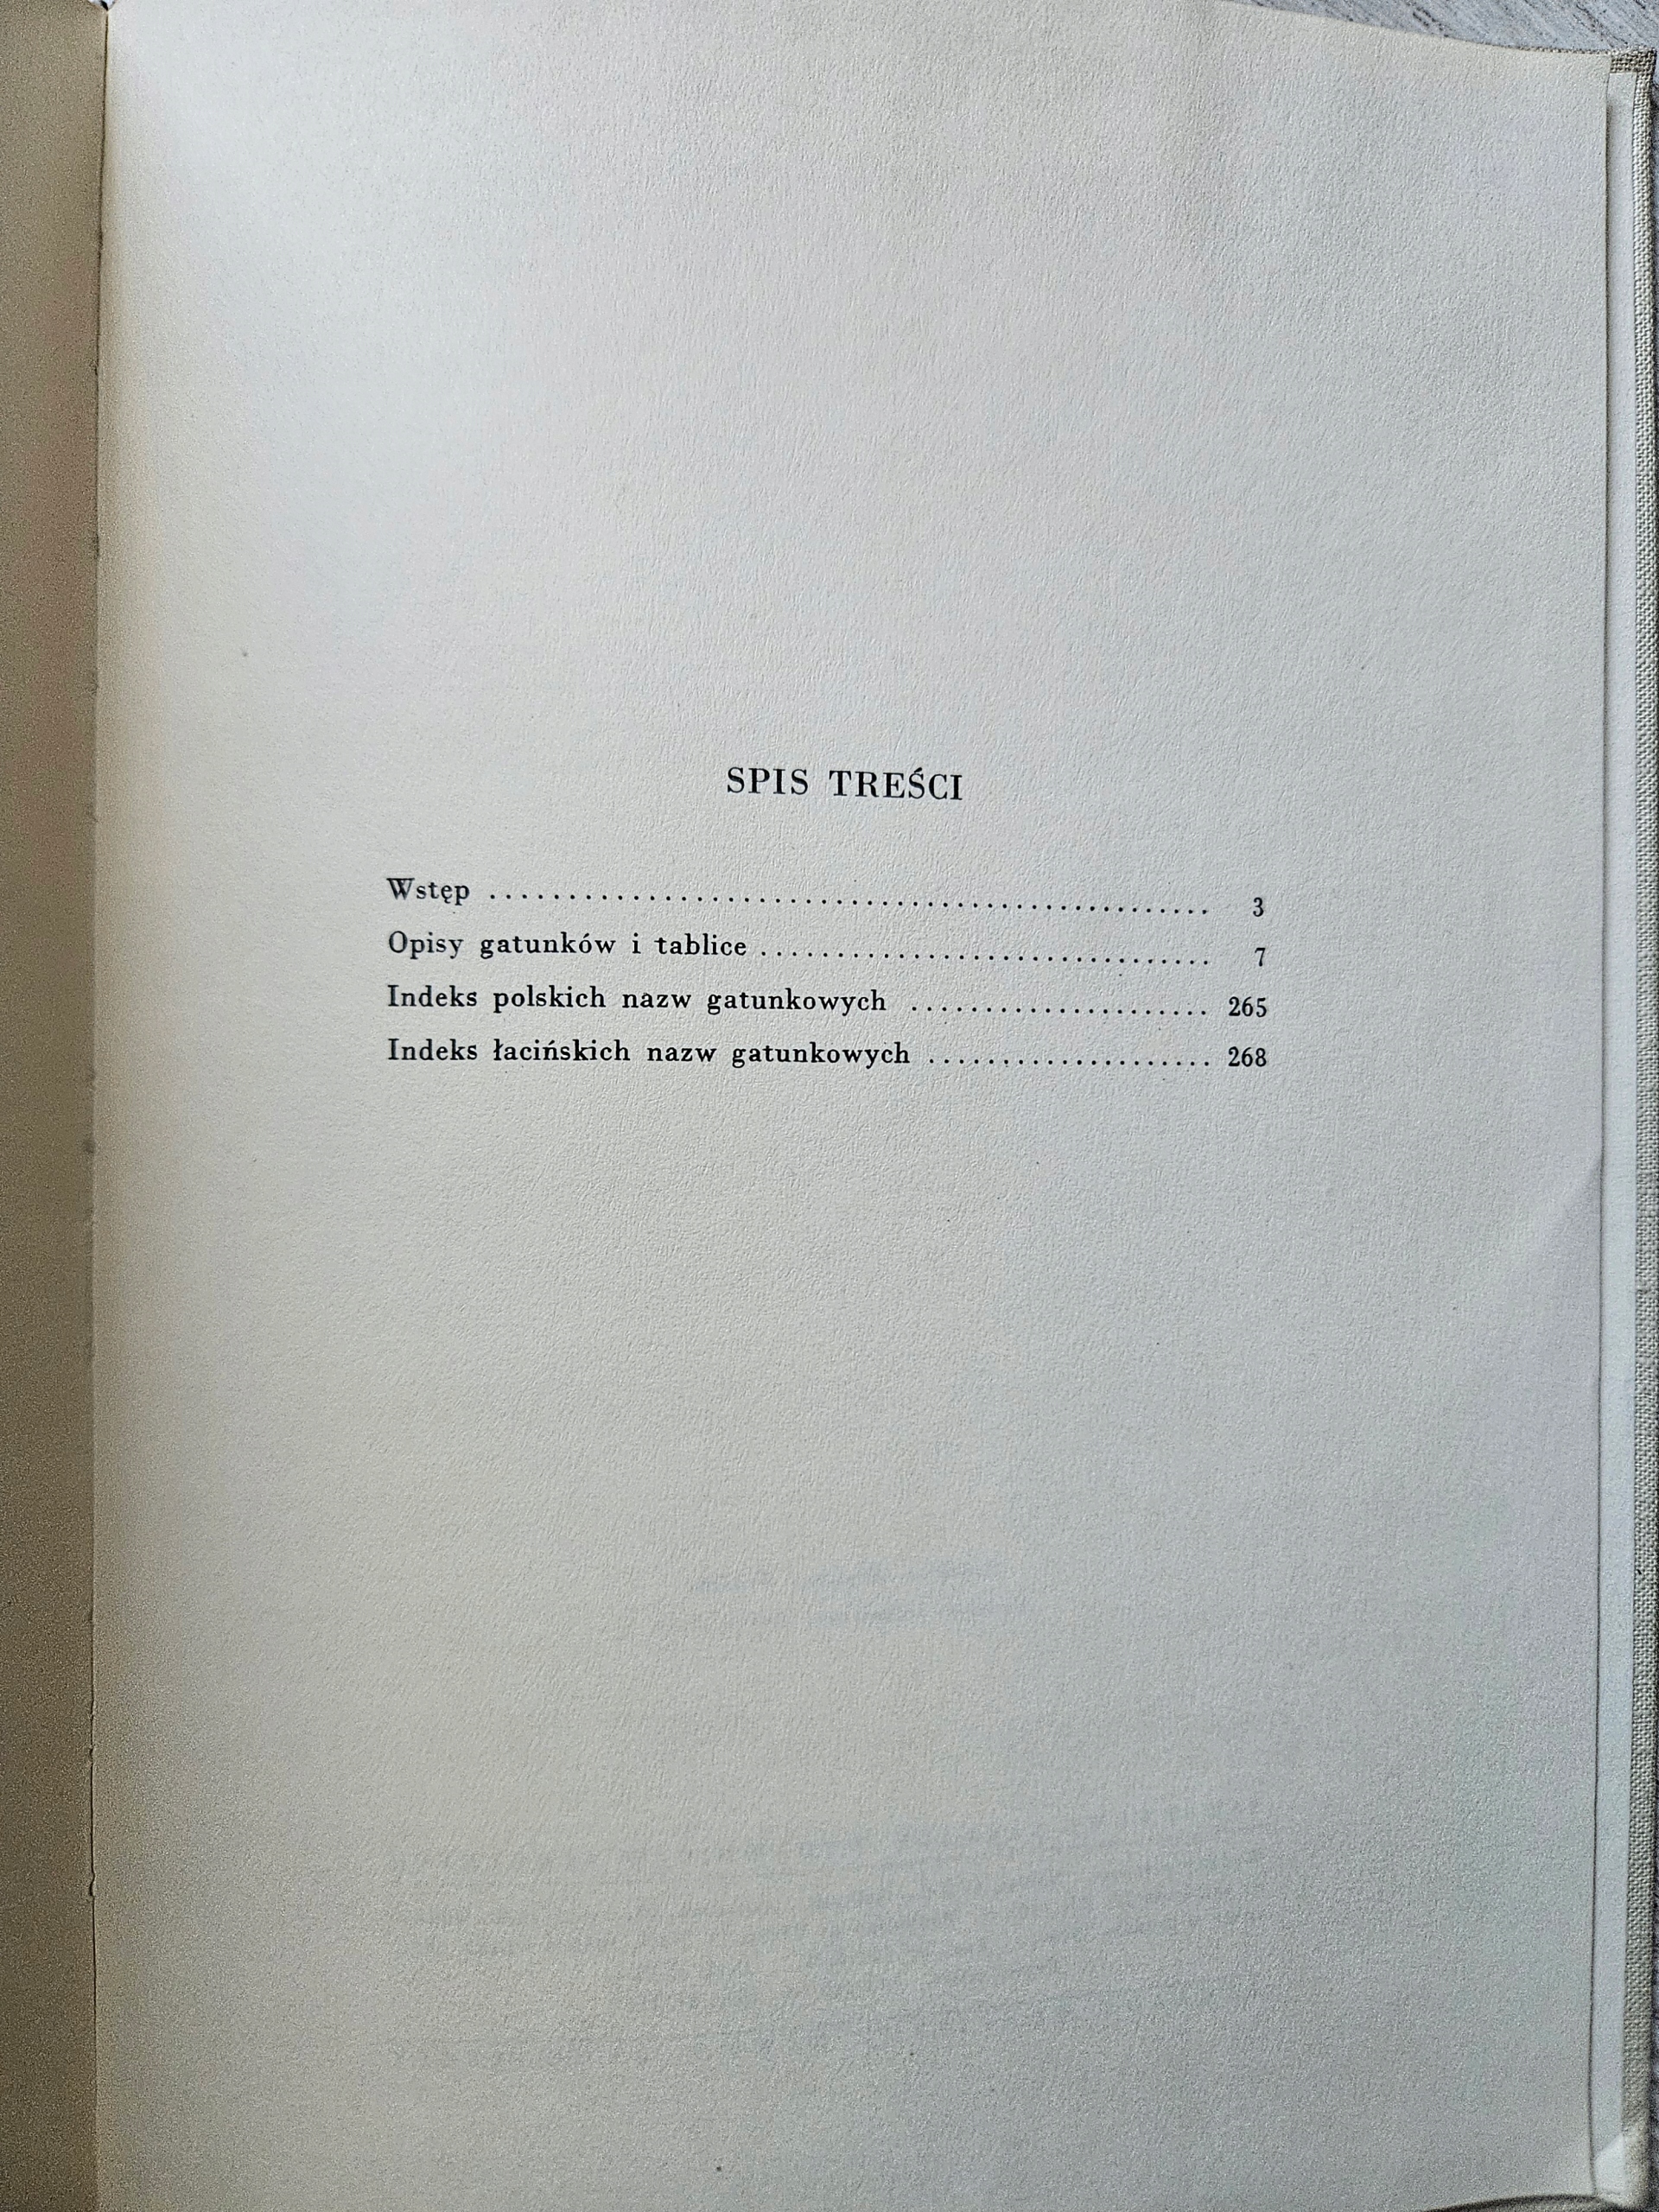 SPIS TREŚCI
Wstęp ........................................ 3
Opisy gatunków i tablice .............................. 7
Indeks polskich nazw gatunkowych .................... 265
Indeks łacińskich nazw gatunkowych ................... 268